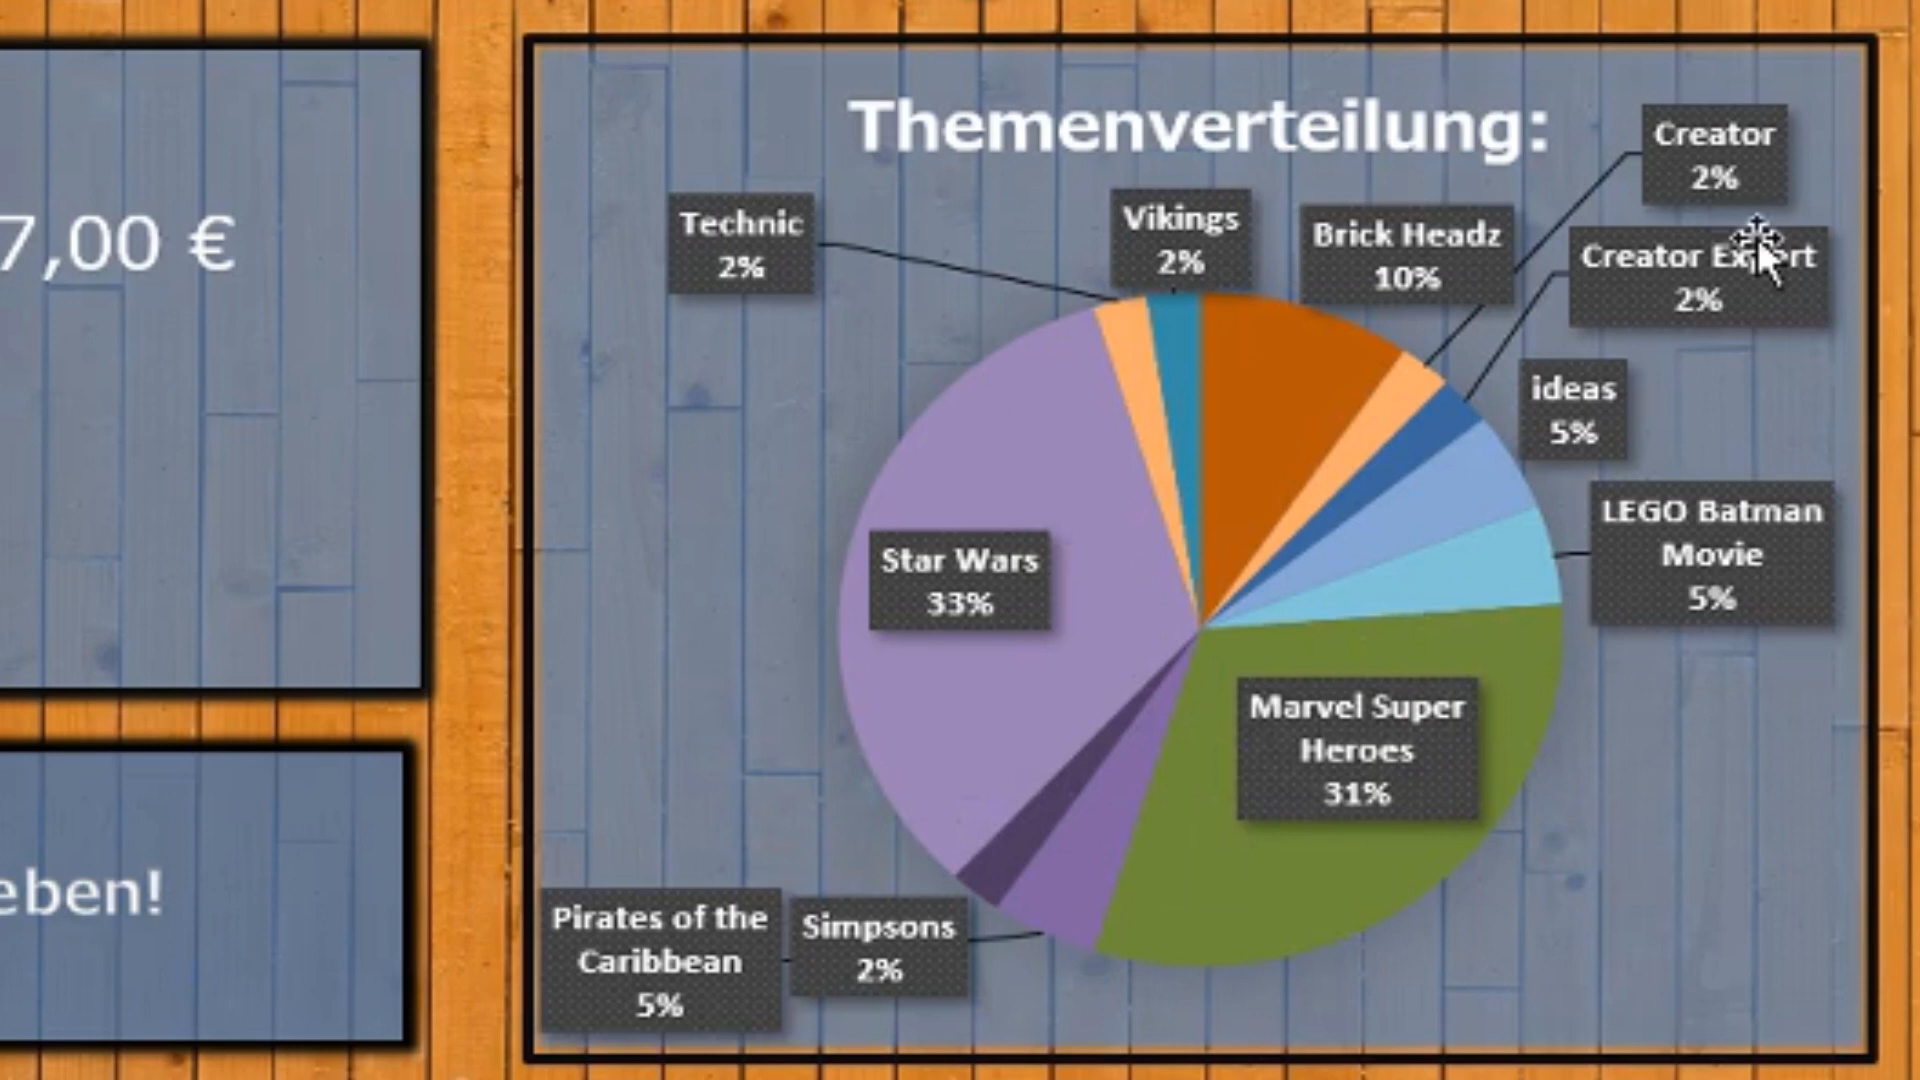 7,00 €
eben!
Themenverteilung:
Creator
2%
Technic
2%
Vikings
2%
Brick Headz
10%
Creator Expert
2%
ideas
5%
LEGO Batman
Movie
5%
Star Wars
33%
Marvel Super
Heroes
31%
Pirates of the
Caribbean
5%
Simpsons
2%